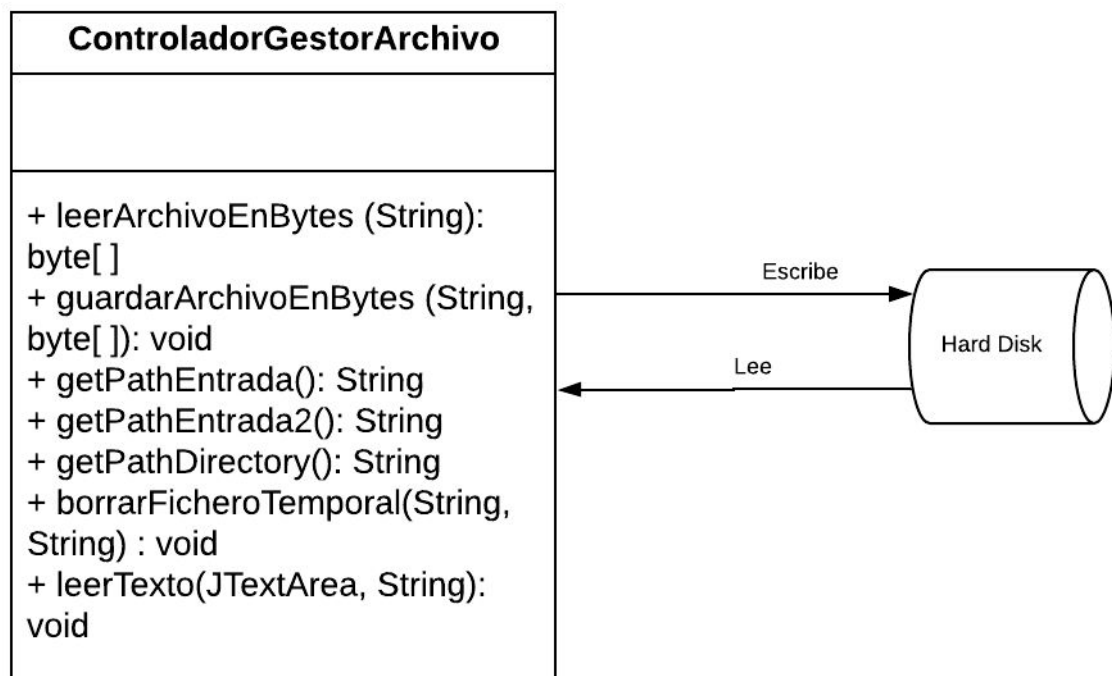 ControladorGestorArchivo
+ leerArchivoEnBytes (String):
byte[ ]
+ guardarArchivoEnBytes (String,
byte[ ]): void
+ getPathEntrada(): String
+ getPathEntrada2(): String
+ getPathDirectory(): String
+ borrarFicheroTemporal(String,
String) : void
+ leerTexto(JTextArea, String):
void
Escribe
Lee
Hard Disk